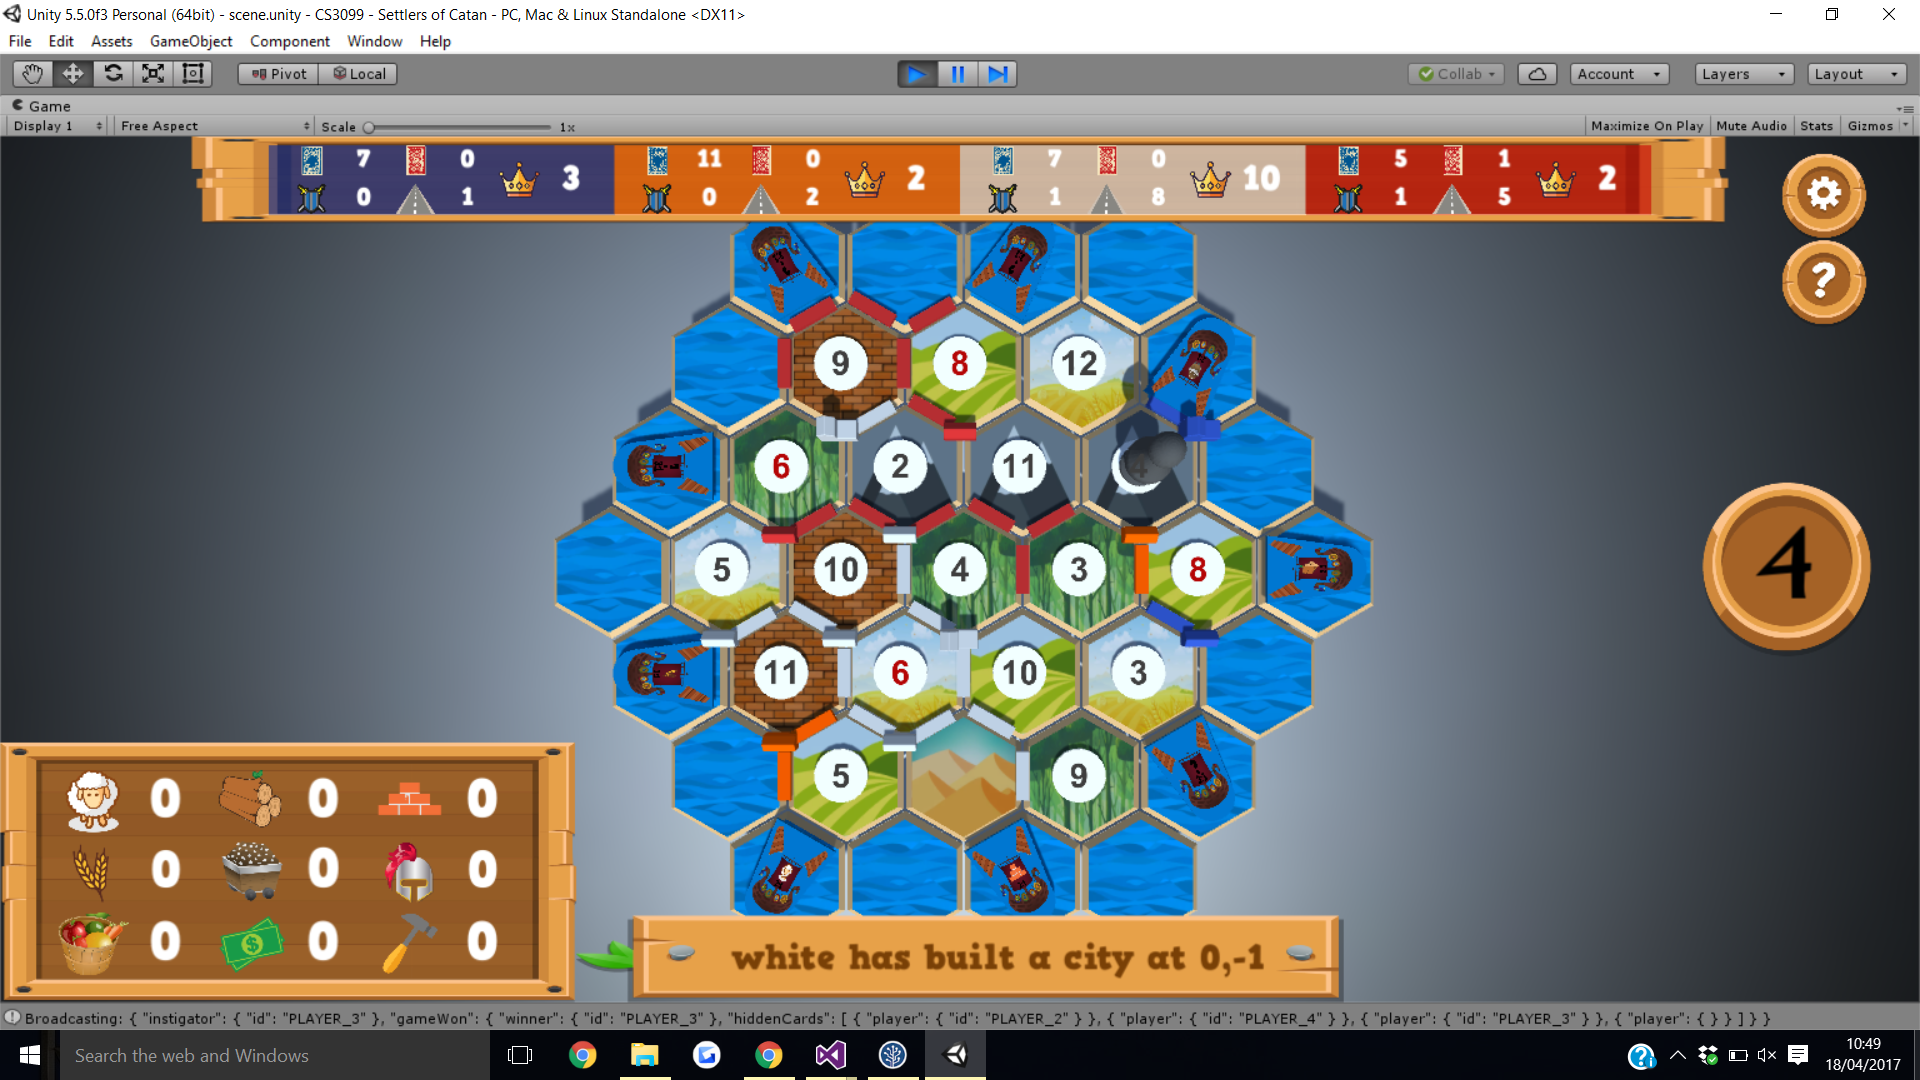 Unity 5.5.0f3 Personal (64bit) - scene.unity - CS3099 - Settlers of Catan - PC, Mac & Linux Standalone <DX11>
File Edit Assets GameObject Component Window Help
Pivot Local Collab Account Layers Layout
Game
Display 1 Free Aspect Scale 1x Maximize On Play Mute Audio Stats Gizmos
7 0 3 11 0 2 7 0 10 5 1 2
0 1 0 2 1 8 1 5
?
9 8 12
6 2 11 4
5 10 4 3 8
4
11 6 10 3
5 9
0 0 0
0 0 0
0 0 0
white has built a city at 0,-1
Broadcasting: { "instigator": { "id": "PLAYER_3" }, "gameWon": { "winner": { "id": "PLAYER_3" }, "hiddenCards": [ { "player": { "id": "PLAYER_2" } }, { "player": { "id": "PLAYER_4" } }, { "player": { "id": "PLAYER_3" } }, { "player": { } } ] } }
Search the web and Windows
10:49
18/04/2017